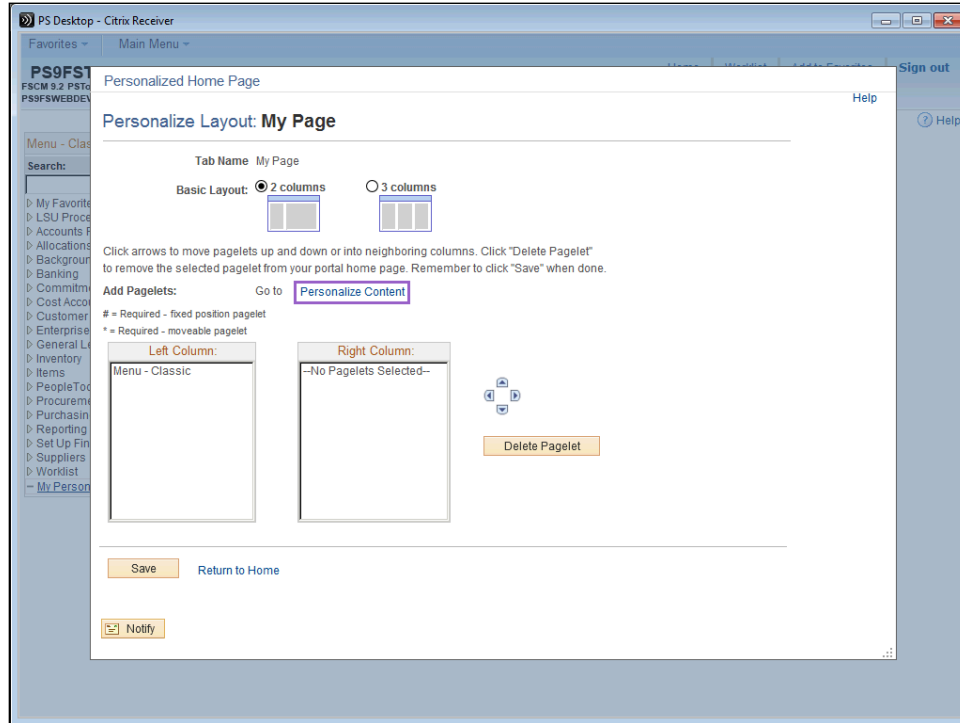 PS Desktop - Citrix Receiver
Favorites
Main Menu
PS9FST
Sign out
FSCM 9.2 PSTo
PS9FSWEBDEV
Personalized Home Page
Help
Personalize Layout: My Page
Help
Menu - Clas
Search:
Tab Name My Page
Basic Layout: 2 columns 3 columns
My Favorite
LSU Proce
Accounts
Allocations
Backgroun
Banking
Commitme
Cost Accou
Customer
Enterprise
General Le
Inventory
Items
PeopleToo
Procureme
Purchasin
Reporting
Set Up Fin
Suppliers
Worklist
My Person
Click arrows to move pagelets up and down or into neighboring columns. Click "Delete Pagelet"
to remove the selected pagelet from your portal home page. Remember to click "Save" when done.
Add Pagelets: Go to Personalize Content
# = Required - fixed position pagelet
* = Required - moveable pagelet
Left Column: Right Column:
Menu - Classic --No Pagelets Selected--
Delete Pagelet
Save Return to Home
Notify